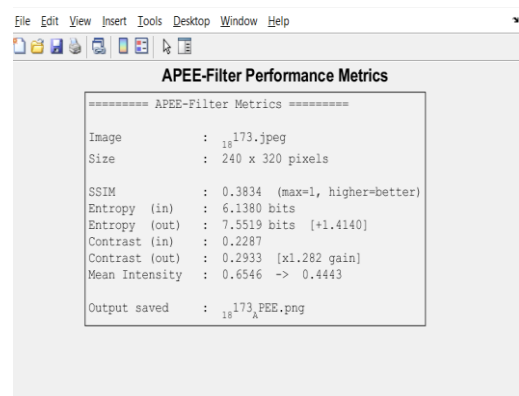 File Edit View Insert Tools Desktop Window Help
APEE-Filter Performance Metrics
========= APEE-Filter Metrics =========
Image : 18173.jpeg
Size : 240 x 320 pixels
SSIM : 0.3834 (max=1, higher=better)
Entropy (in) : 6.1380 bits
Entropy (out) : 7.5519 bits [+1.4140]
Contrast (in) : 0.2287
Contrast (out) : 0.2933 [x1.282 gain]
Mean Intensity : 0.6546 -> 0.4443
Output saved : 18173APEE.png